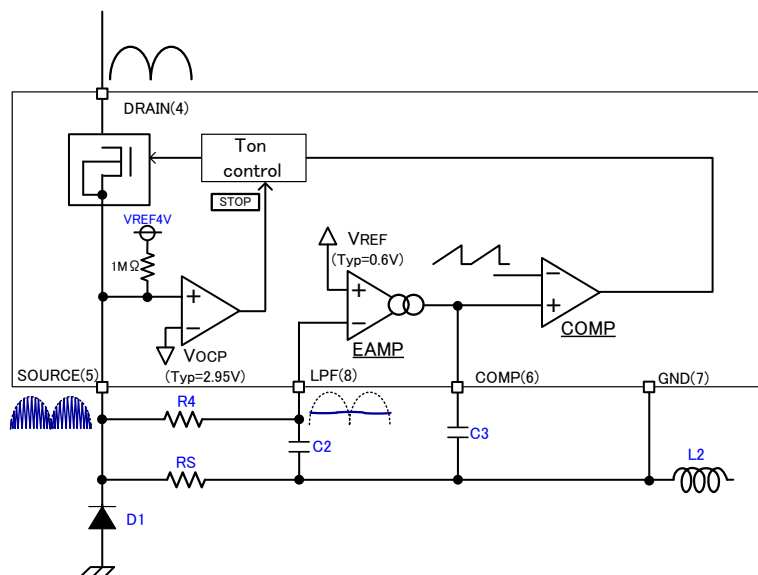 DRAIN(4)
Ton
control
STOP
VREF4V
1MΩ
+
−
VOCP
(Typ=2.95V)
VREF
(Typ=0.6V)
+
−
EAMP
−
+
COMP
SOURCE(5)
LPF(8)
COMP(6)
GND(7)
R4
C2
C3
RS
L2
D1